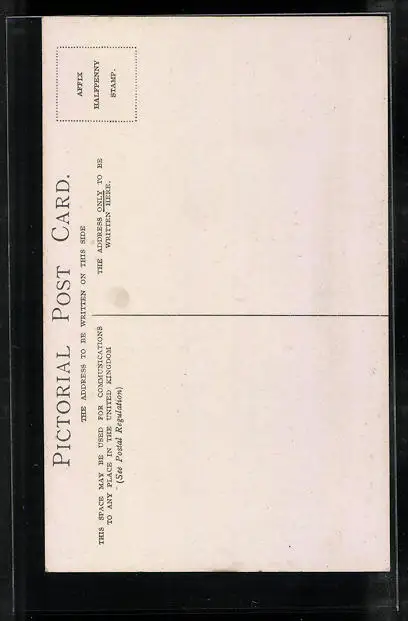 PICTORIAL POST CARD.
THE ADDRESS TO BE WRITTEN ON THIS SIDE
THIS SPACE MAY BE USED FOR COMMUNICATIONS
TO ANY PLACE IN THE UNITED KINGDOM
(See Postal Regulation)
THE ADDRESS ONLY TO BE
WRITTEN HERE.
AFFIX
HALFPENNY
STAMP.